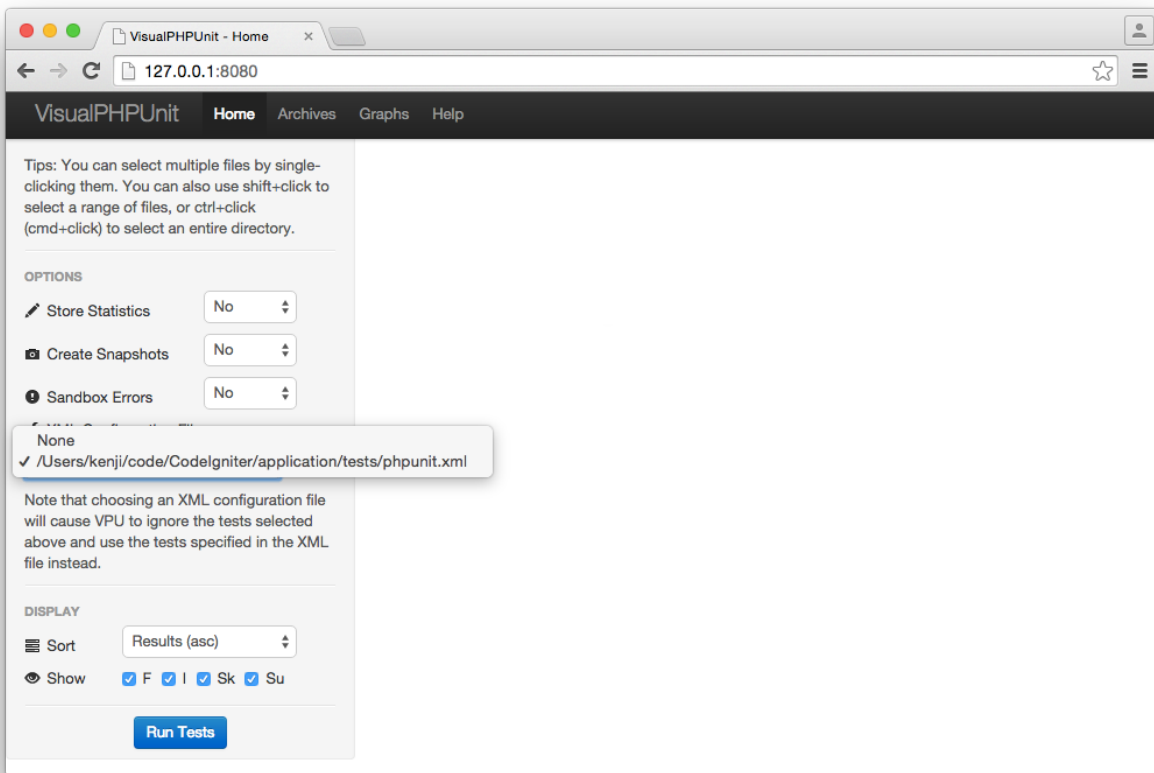 VisualPHPUnit - Home
127.0.0.1:8080
VisualPHPUnit Home Archives Graphs Help
Tips: You can select multiple files by single-
clicking them. You can also use shift+click to
select a range of files, or ctrl+click
(cmd+click) to select an entire directory.
OPTIONS
Store Statistics No
Create Snapshots No
Sandbox Errors No
None
/Users/kenji/code/CodeIgniter/application/tests/phpunit.xml
Note that choosing an XML configuration file
will cause VPU to ignore the tests selected
above and use the tests specified in the XML
file instead.
DISPLAY
Sort Results (asc)
Show F I Sk Su
Run Tests